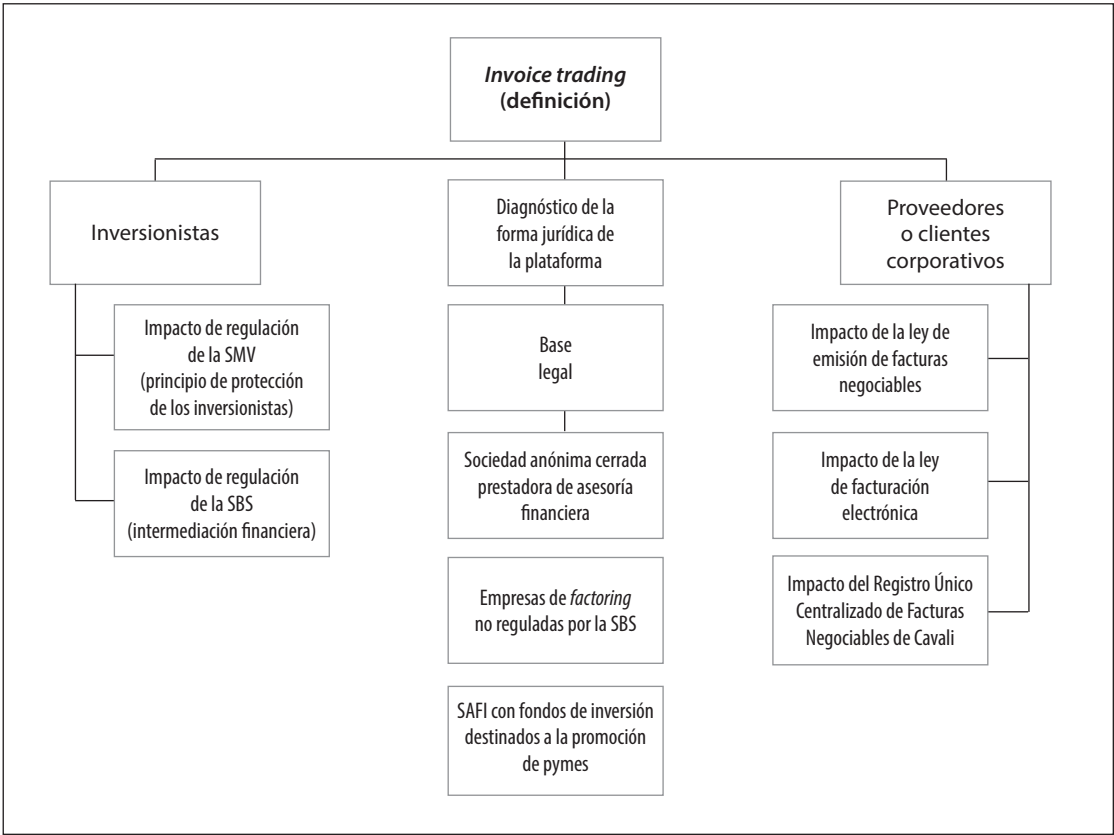 Invoice trading
(definición)
Inversionistas
Impacto de regulación
de la SMV
(principio de protección
de los inversionistas)
Impacto de regulación
de la SBS
(intermediación financiera)
Diagnóstico de la
forma jurídica de
la plataforma
Base
legal
Sociedad anónima cerrada
prestadora de asesoría
financiera
Empresas de factoring
no reguladas por la SBS
SAFI con fondos de inversión
destinados a la promoción
de pymes
Proveedores
o clientes
corporativos
Impacto de la ley de
emisión de facturas
negociables
Impacto de la ley
de facturación
electrónica
Impacto del Registro Único
Centralizado de Facturas
Negociables de Cavali